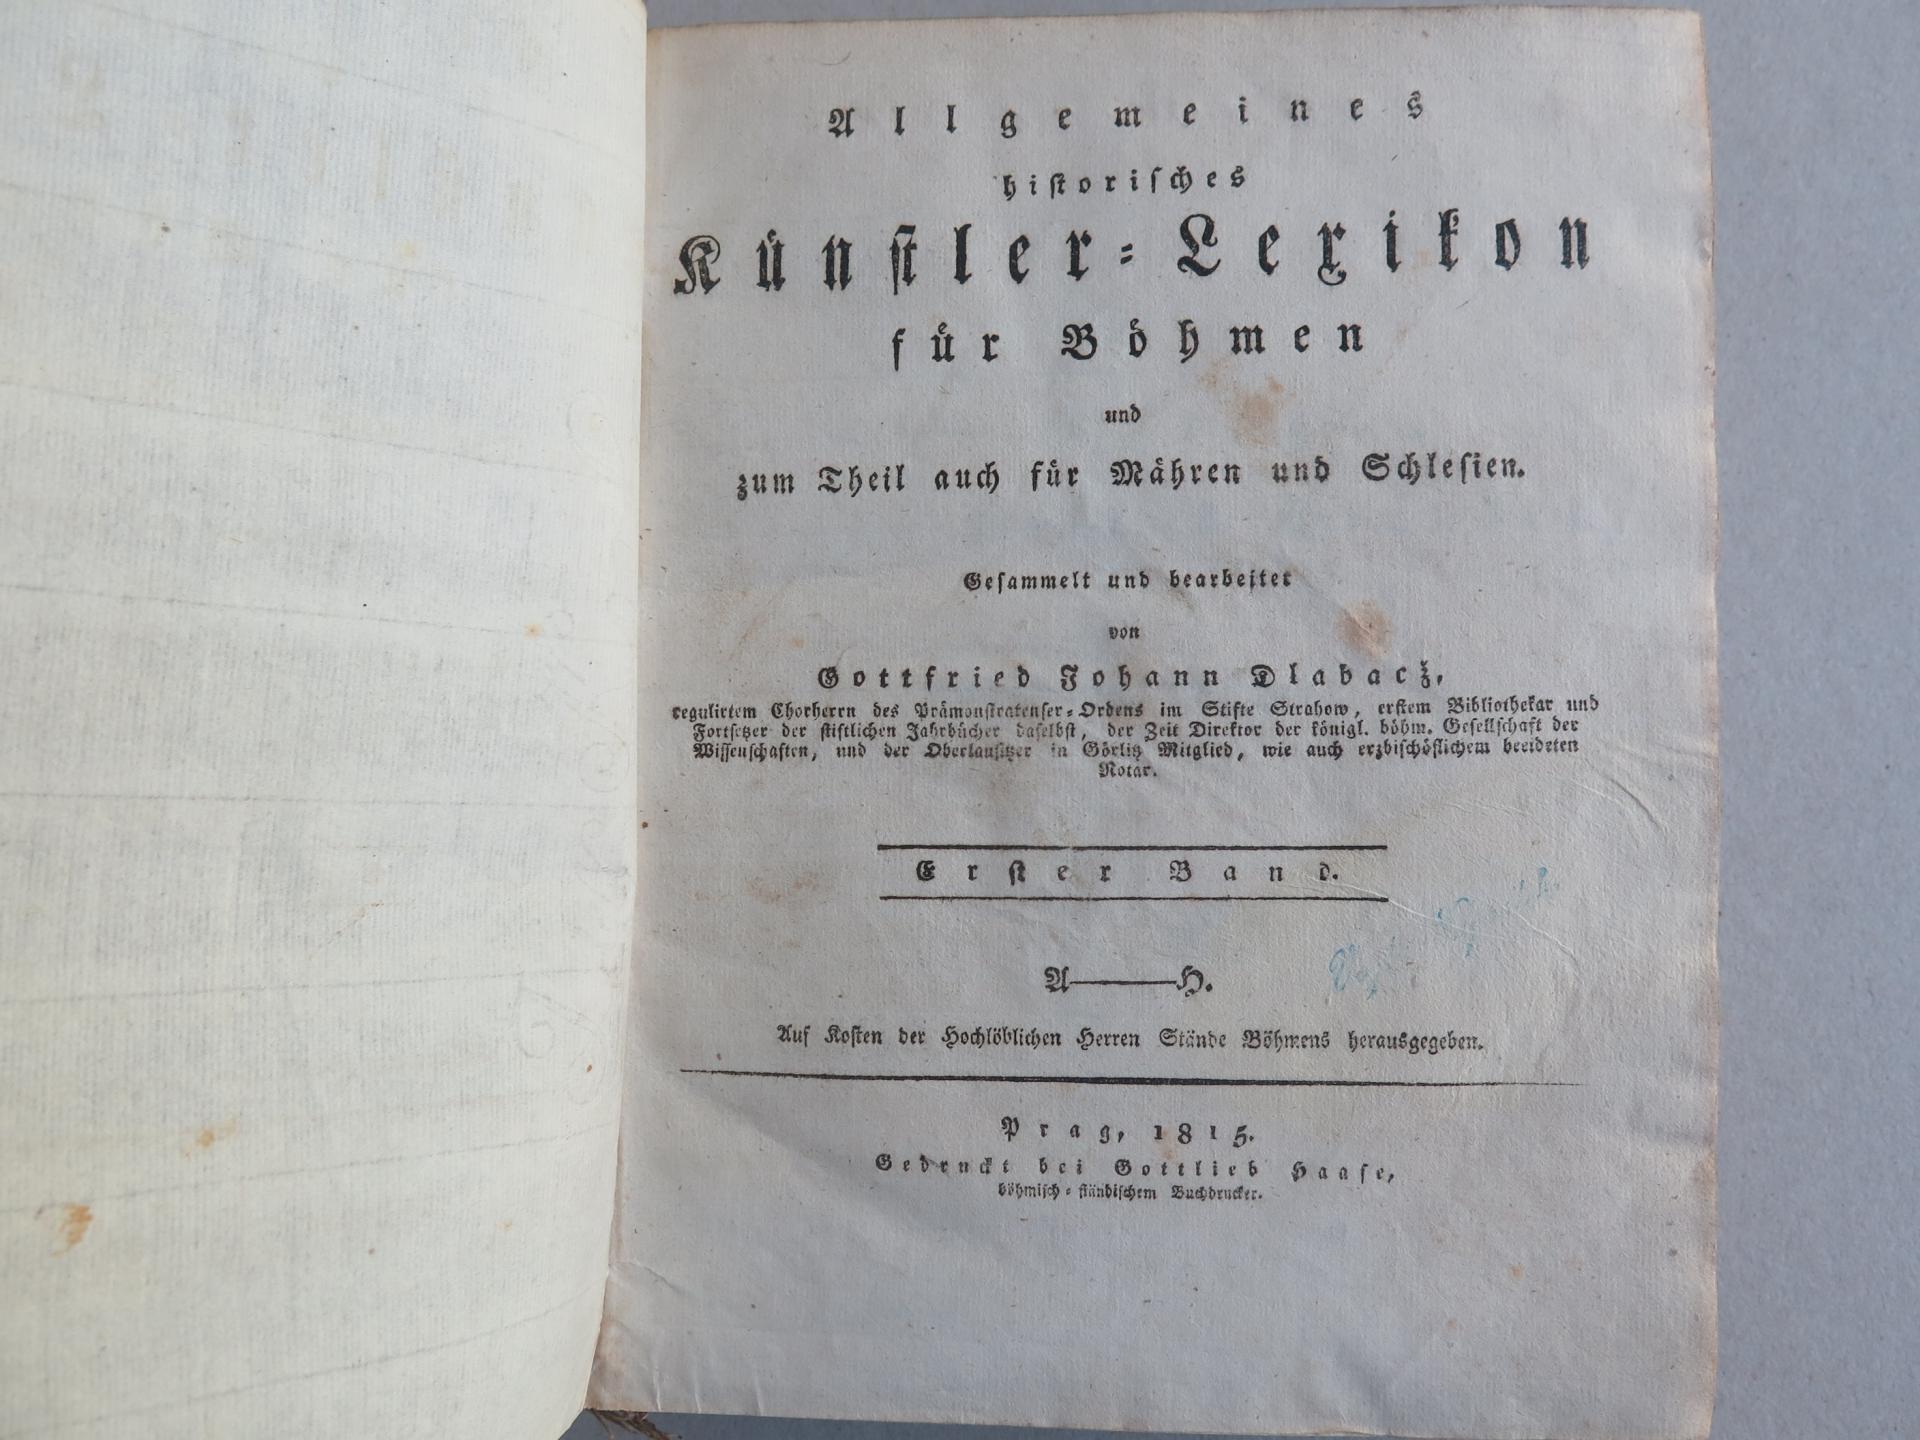 Allgemeines
historisches
Künstler-Lexikon
für Böhmen
und
zum Theil auch für Mähren und Schlesien.
Gesammelt und bearbeitet
von
Gottfried Johann Dlabacž,
regulirtem Chorherrn des Prämonstratenser-Ordens im Stifte Strahow, erstem Bibliothekar und
Fortsetzer der stiftlichen Jahrbücher daselbst, der Zeit Direktor der königl. böhm. Gesellschaft der
Wissenschaften, und der Oberlausitzer in Görlitz Mitglied, wie auch erzbischöflichem beeideten
Notar.
Erster Band.
A——H.
Auf Kosten der Hochlöblichen Herren Stände Böhmens herausgegeben.
Prag, 1815.
Gedruckt bei Gottlieb Haase,
böhmisch-ständischem Buchdrucker.